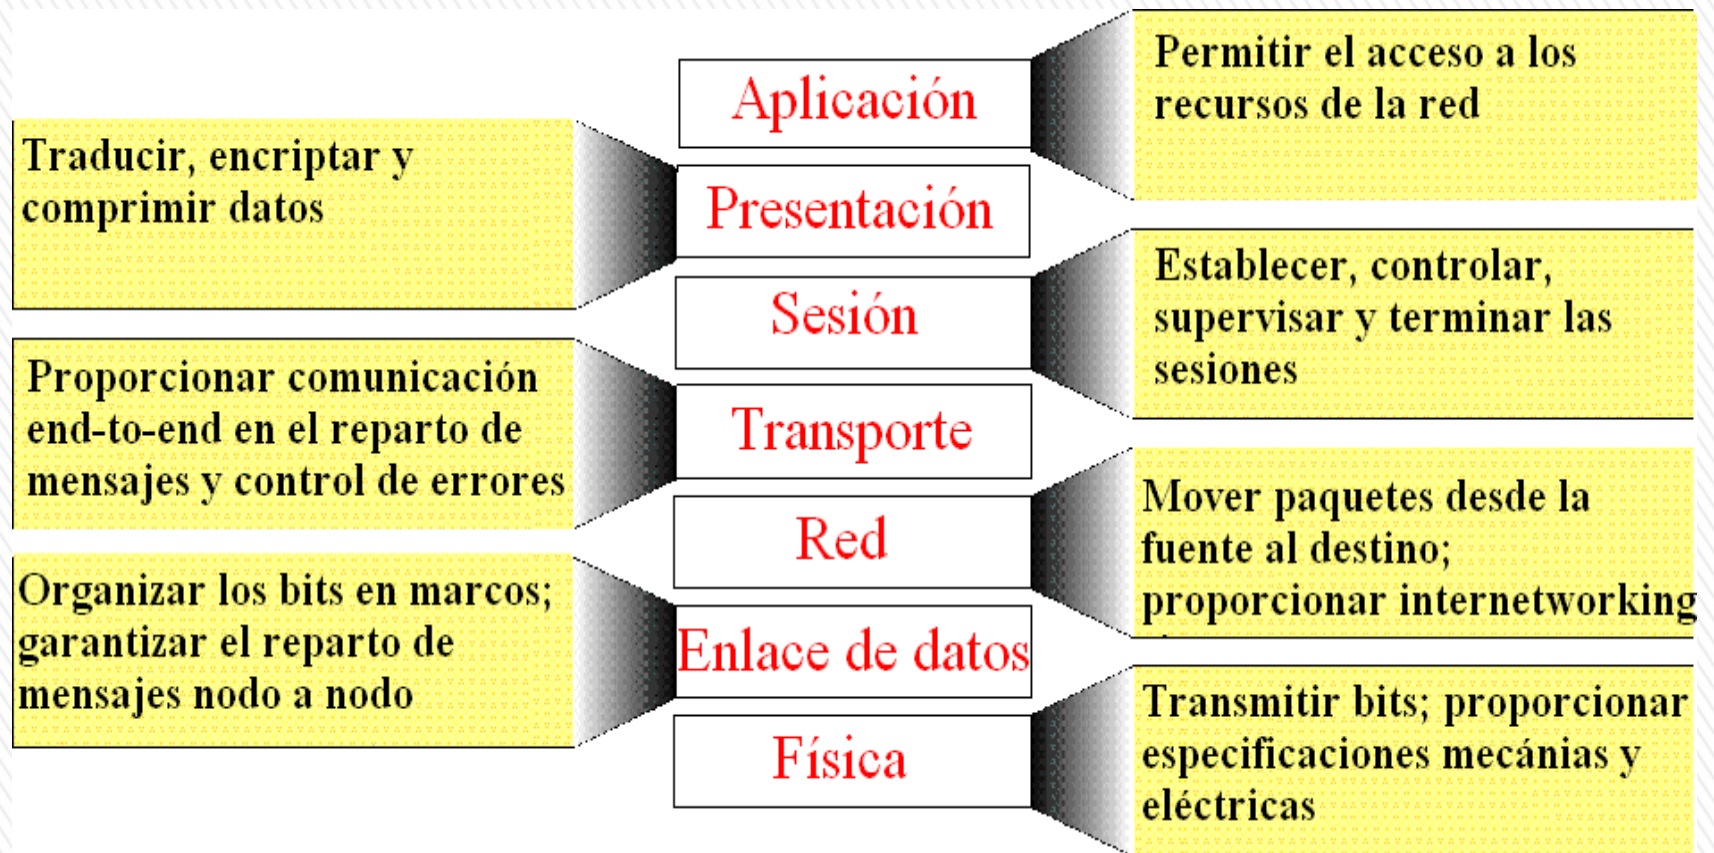 Aplicación
Permitir el acceso a los
recursos de la red
Presentación
Traducir, encriptar y
comprimir datos
Sesión
Establecer, controlar,
supervisar y terminar las
sesiones
Transporte
Proporcionar comunicación
end-to-end en el reparto de
mensajes y control de errores
Red
Mover paquetes desde la
fuente al destino;
proporcionar internetworking
Enlace de datos
Organizar los bits en marcos;
garantizar el reparto de
mensajes nodo a nodo
Física
Transmitir bits; proporcionar
especificaciones mecánias y
eléctricas